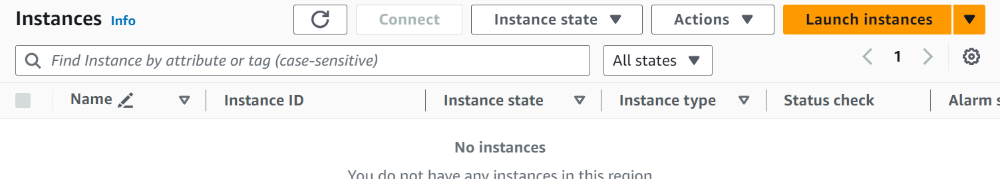 Instances Info Connect Instance state Actions Launch instances
Find Instance by attribute or tag (case-sensitive) All states 1
Name Instance ID Instance state Instance type Status check Alarm s
No instances
You do not have any instances in this region